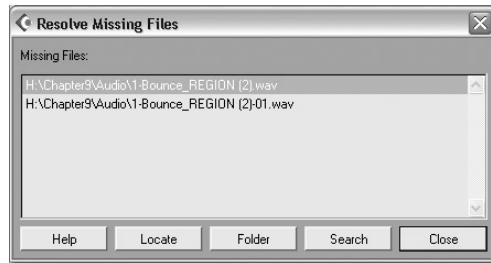 Resolve Missing Files
Missing Files:
H:\Chapter9\Audio\1-Bounce_REGION (2).wav
H:\Chapter9\Audio\1-Bounce_REGION (2)-01.wav
Help Locate Folder Search Close